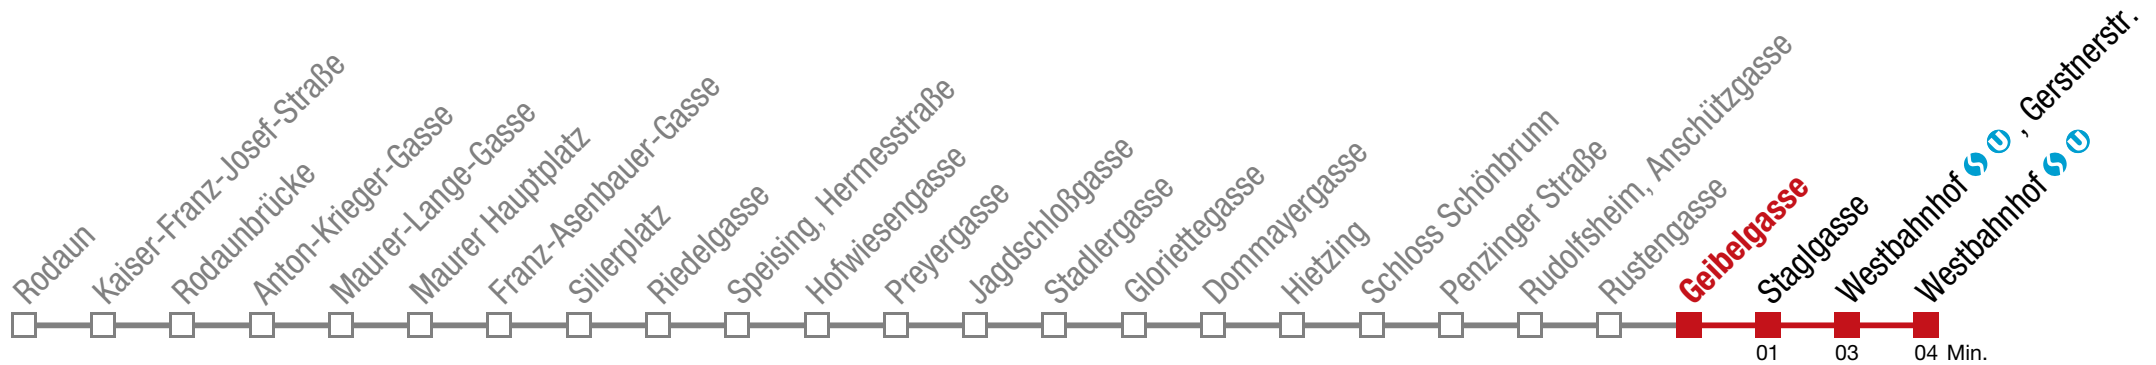 Rodaun
Kaiser-Franz-Josef-Straße
Rodaunbrücke
Anton-Krieger-Gasse
Maurer-Lange-Gasse
Maurer Hauptplatz
Franz-Asenbauer-Gasse
Sillerplatz
Riedelgasse
Speising, Hermesstraße
Hofwiesengasse
Preyergasse
Jagdschloßgasse
Stadlergasse
Gloriettegasse
Dommayergasse
Hietzing
Schloss Schönbrunn
Penzinger Straße
Rudolfsheim, Anschützgasse
Rustengasse
Geibelgasse
Staglgasse
Westbahnhof S U , Gerstnerstr.
Westbahnhof S U
01 03 04 Min.